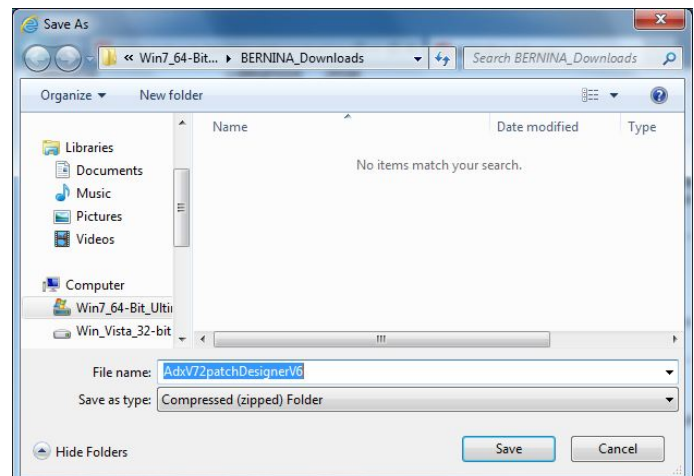 Save As
« Win7_64-Bit... ▸ BERNINA_Downloads
Search BERNINA_Downloads
Organize
New folder
Name
Date modified
Type
Libraries
Documents
Music
Pictures
Videos
No items match your search.
Computer
Win7_64-Bit_Ulti
Win_Vista_32-bit
File name: AdxV72patchDesignerV6
Save as type: Compressed (zipped) Folder
Hide Folders
Save
Cancel